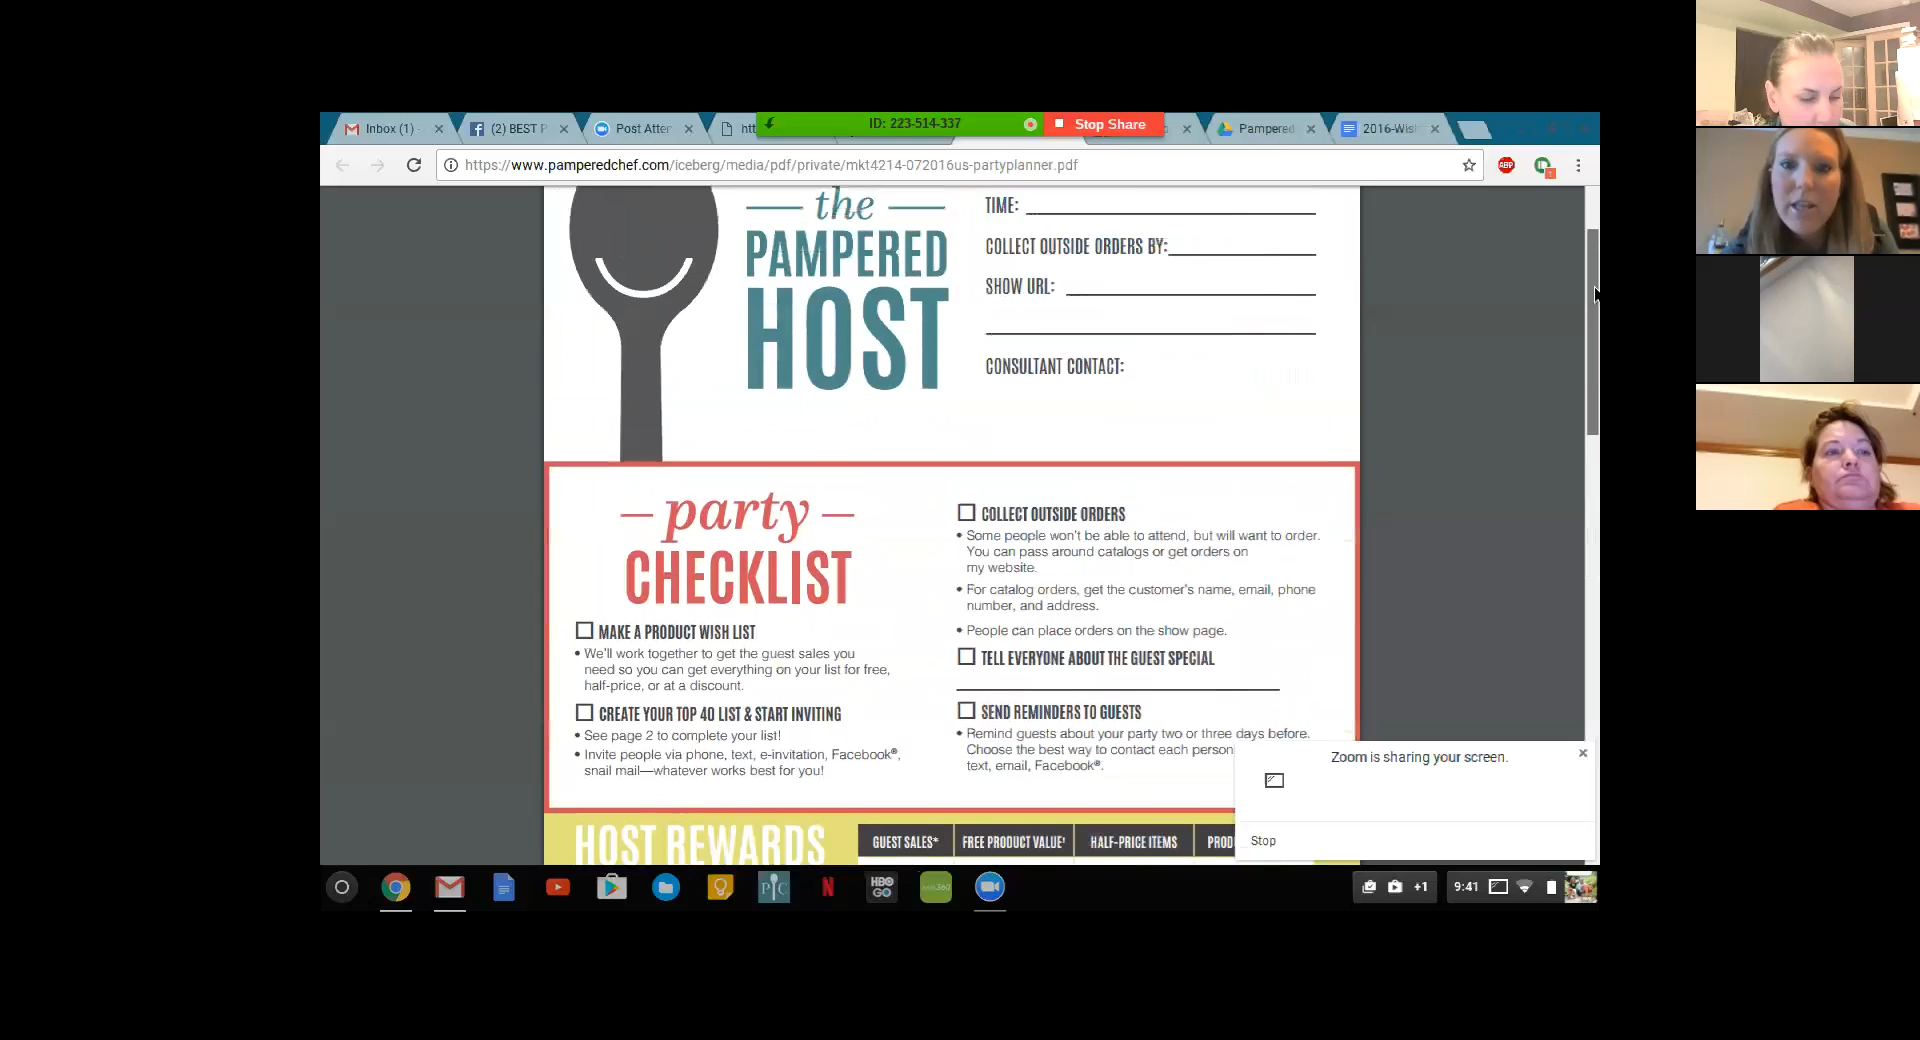 Inbox (1)
(2) BEST P
Post Atter
htt
ID: 223-514-337
Stop Share
Pampered
2016-Wish
https://www.pamperedchef.com/iceberg/media/pdf/private/mkt4214-072016us-partyplanner.pdf
ABP
the
PAMPERED
HOST
TIME:
COLLECT OUTSIDE ORDERS BY:
SHOW URL:
CONSULTANT CONTACT:
party
CHECKLIST
MAKE A PRODUCT WISH LIST
• We'll work together to get the guest sales you
need so you can get everything on your list for free,
half-price, or at a discount.
CREATE YOUR TOP 40 LIST & START INVITING
• See page 2 to complete your list!
• Invite people via phone, text, e-invitation, Facebook®,
snail mail—whatever works best for you!
COLLECT OUTSIDE ORDERS
• Some people won't be able to attend, but will want to order.
You can pass around catalogs or get orders on
my website.
• For catalog orders, get the customer's name, email, phone
number, and address.
• People can place orders on the show page.
TELL EVERYONE ABOUT THE GUEST SPECIAL
SEND REMINDERS TO GUESTS
• Remind guests about your party two or three days before.
Choose the best way to contact each person
text, email, Facebook®.
Zoom is sharing your screen.
Stop
HOST REWARDS
GUEST SALES*
FREE PRODUCT VALUE†
HALF-PRICE ITEMS
PROD
P C
N
HBO
GO
+1
9:41